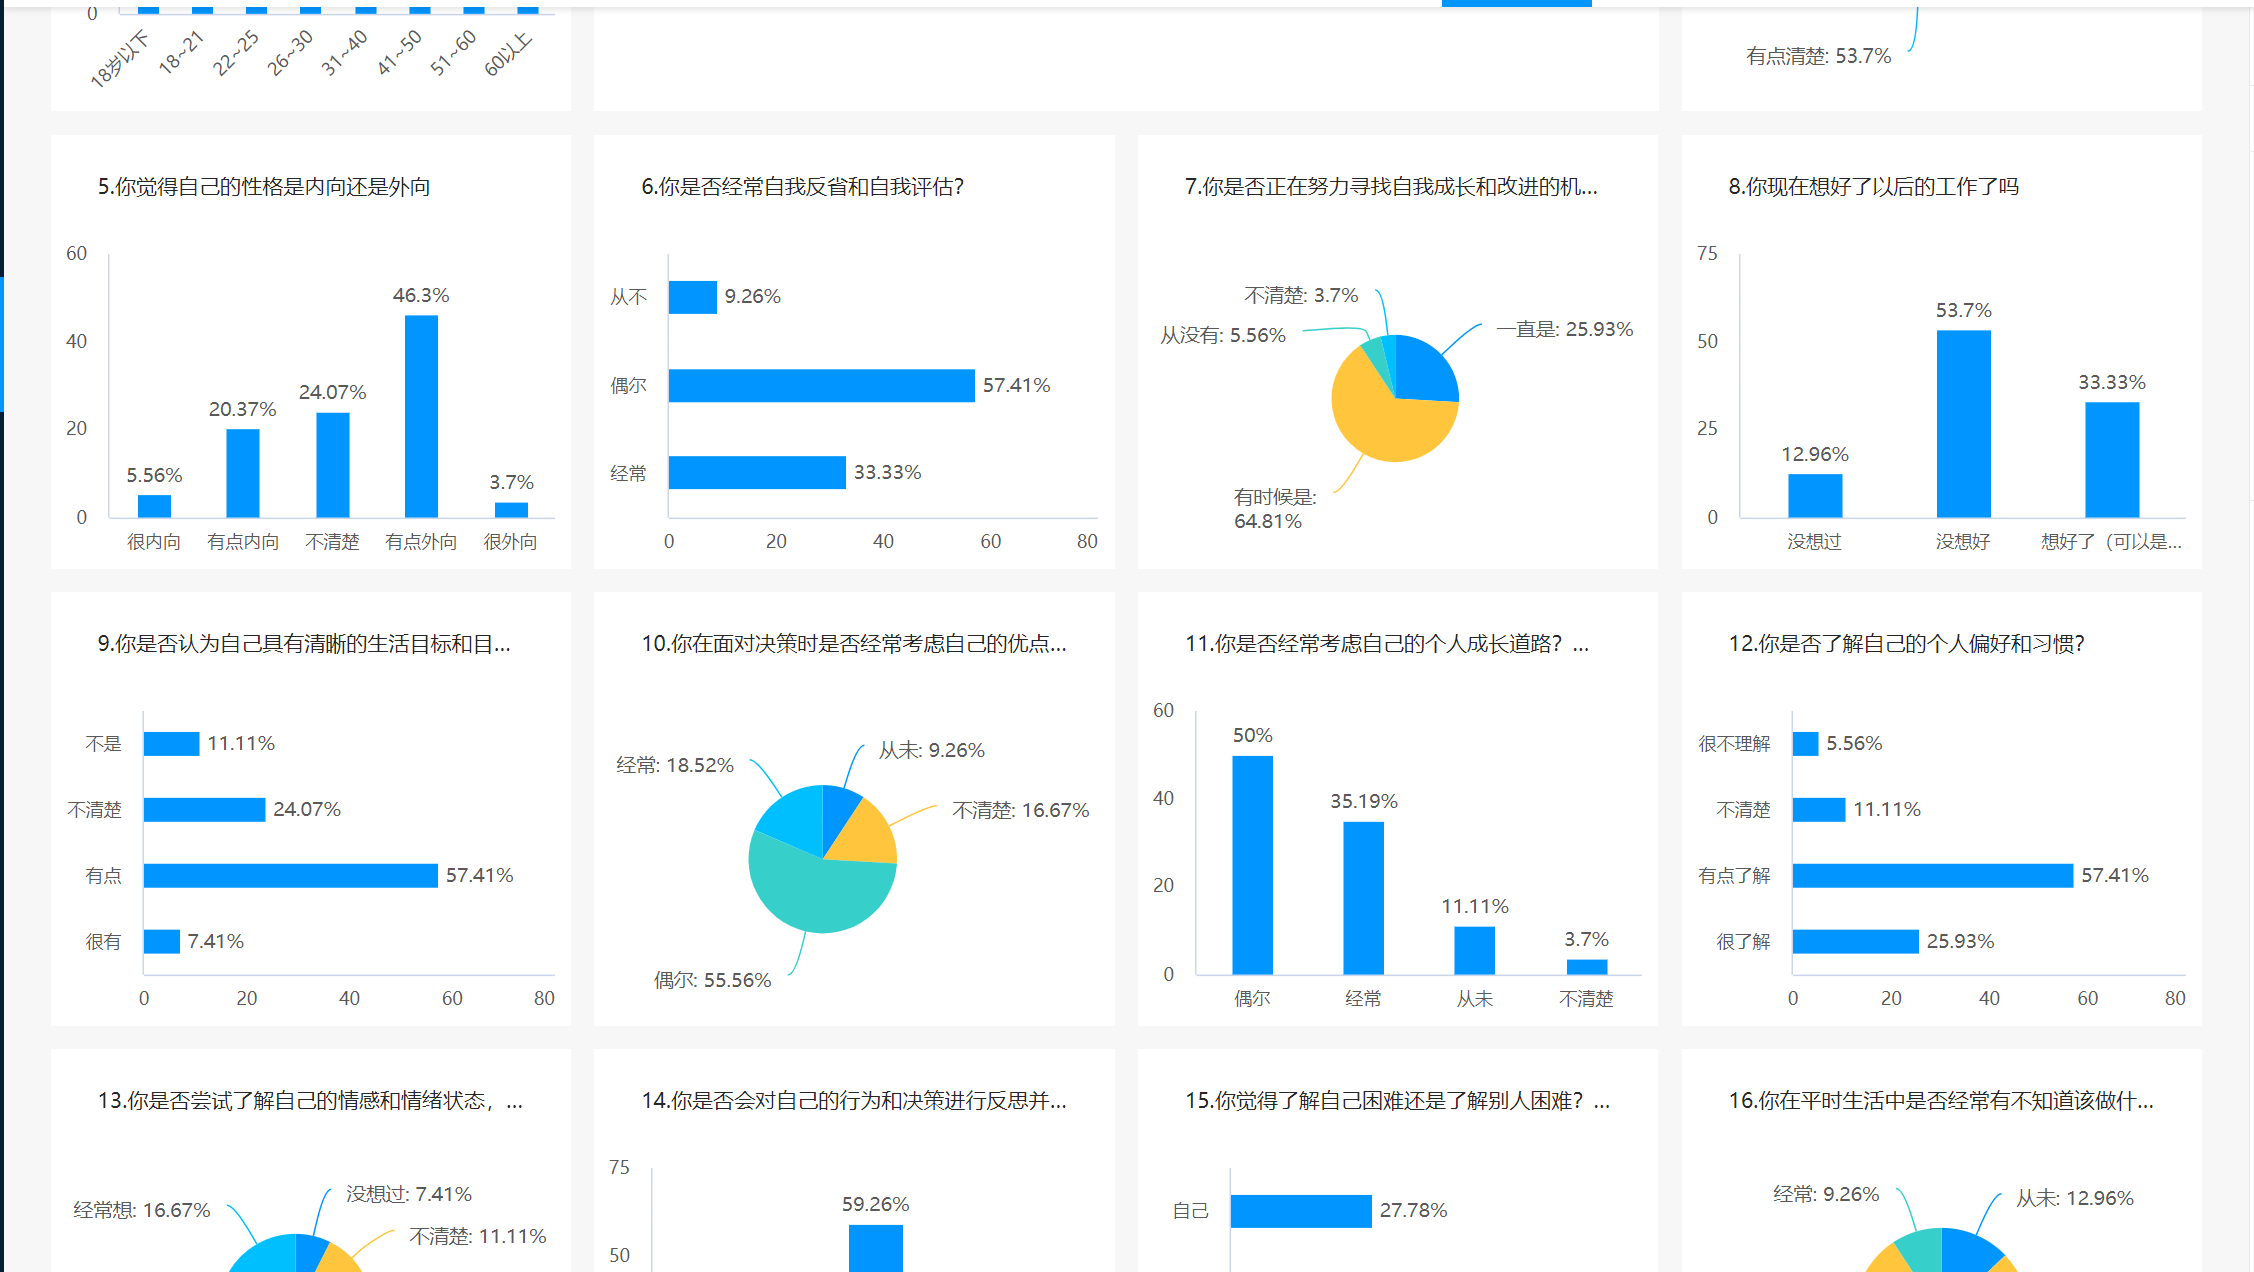 0
18岁以下
18~21
22~25
26~30
31~40
41~50
51~60
60以上
有点清楚: 53.7%
5.你觉得自己的性格是内向还是外向
60
40
20
0
5.56%
20.37%
24.07%
46.3%
3.7%
很内向
有点内向
不清楚
有点外向
很外向
6.你是否经常自我反省和自我评估?
从不
9.26%
偶尔
57.41%
经常
33.33%
0
20
40
60
80
7.你是否正在努力寻找自我成长和改进的机...
不清楚: 3.7%
从没有: 5.56%
一直是: 25.93%
有时候是:
64.81%
8.你现在想好了以后的工作了吗
75
50
25
0
12.96%
53.7%
33.33%
没想过
没想好
想好了（可以是...
9.你是否认为自己具有清晰的生活目标和目...
不是
11.11%
不清楚
24.07%
有点
57.41%
很有
7.41%
0
20
40
60
80
10.你在面对决策时是否经常考虑自己的优点...
经常: 18.52%
从未: 9.26%
不清楚: 16.67%
偶尔: 55.56%
11.你是否经常考虑自己的个人成长道路？...
60
40
20
0
50%
35.19%
11.11%
3.7%
偶尔
经常
从未
不清楚
12.你是否了解自己的个人偏好和习惯?
很不理解
5.56%
不清楚
11.11%
有点了解
57.41%
很了解
25.93%
0
20
40
60
80
13.你是否尝试了解自己的情感和情绪状态，...
经常想: 16.67%
没想过: 7.41%
不清楚: 11.11%
14.你是否会对自己的行为和决策进行反思并...
75
59.26%
50
15.你觉得了解自己困难还是了解别人困难？...
自己
27.78%
16.你在平时生活中是否经常有不知道该做什...
经常: 9.26%
从未: 12.96%